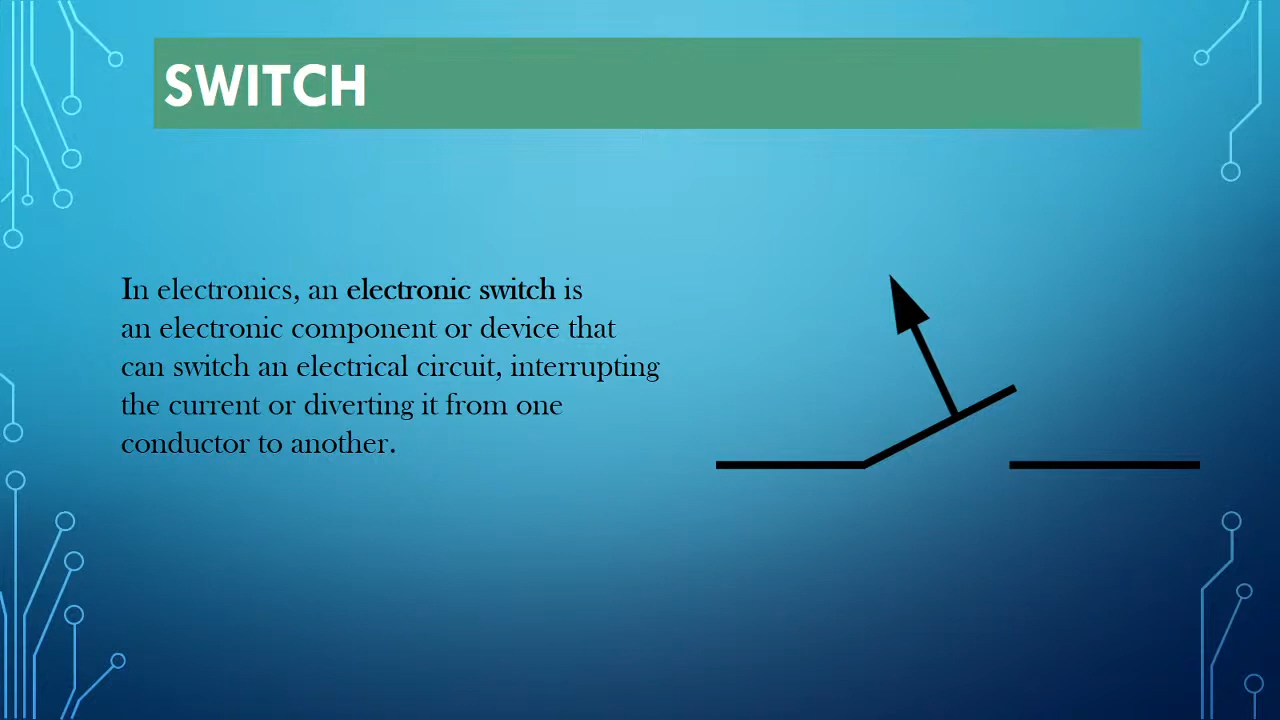 SWITCH
In electronics, an electronic switch is
an electronic component or device that
can switch an electrical circuit, interrupting
the current or diverting it from one
conductor to another.